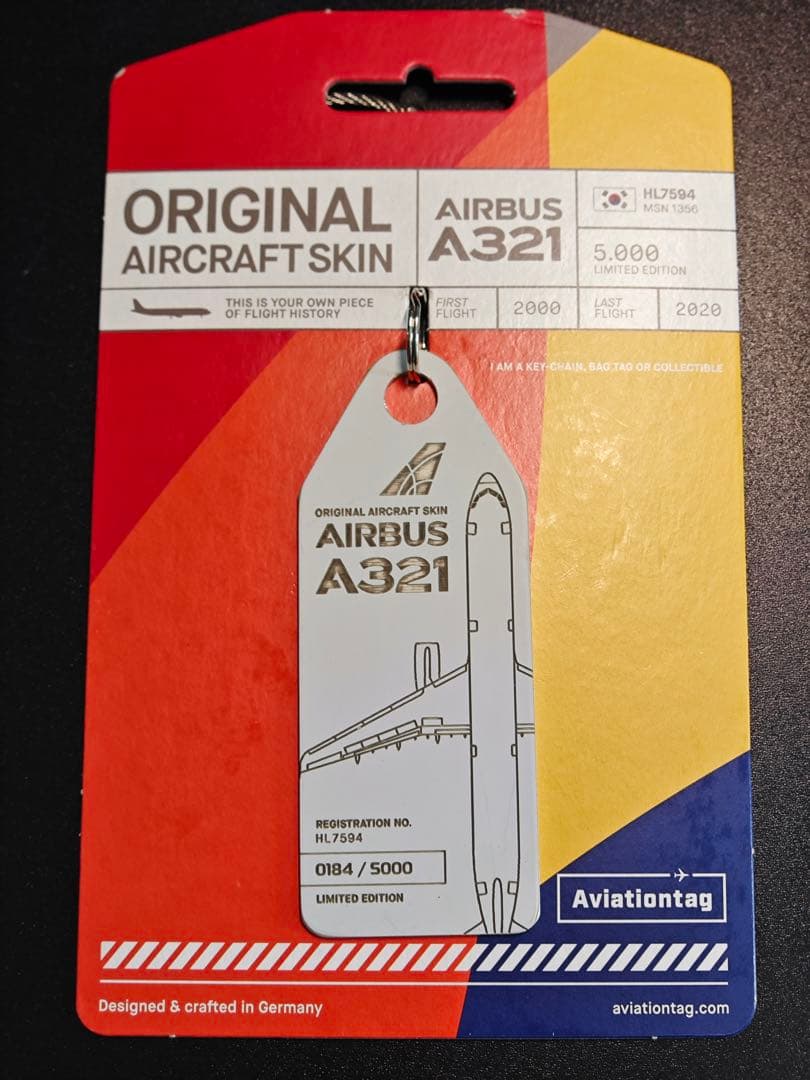 ORIGINAL
AIRCRAFT SKIN
AIRBUS
A321
HL7594
MSN 1356
5.000
LIMITED EDITION
THIS IS YOUR OWN PIECE
OF FLIGHT HISTORY
FIRST
FLIGHT
2000
LAST
FLIGHT
2020
I AM A KEY-CHAIN, BAG TAG OR COLLECTIBLE
ORIGINAL AIRCRAFT SKIN
AIRBUS
A321
REGISTRATION NO.
HL7594
0184 / 5000
LIMITED EDITION
Aviationtag
Designed & crafted in Germany
aviationtag.com